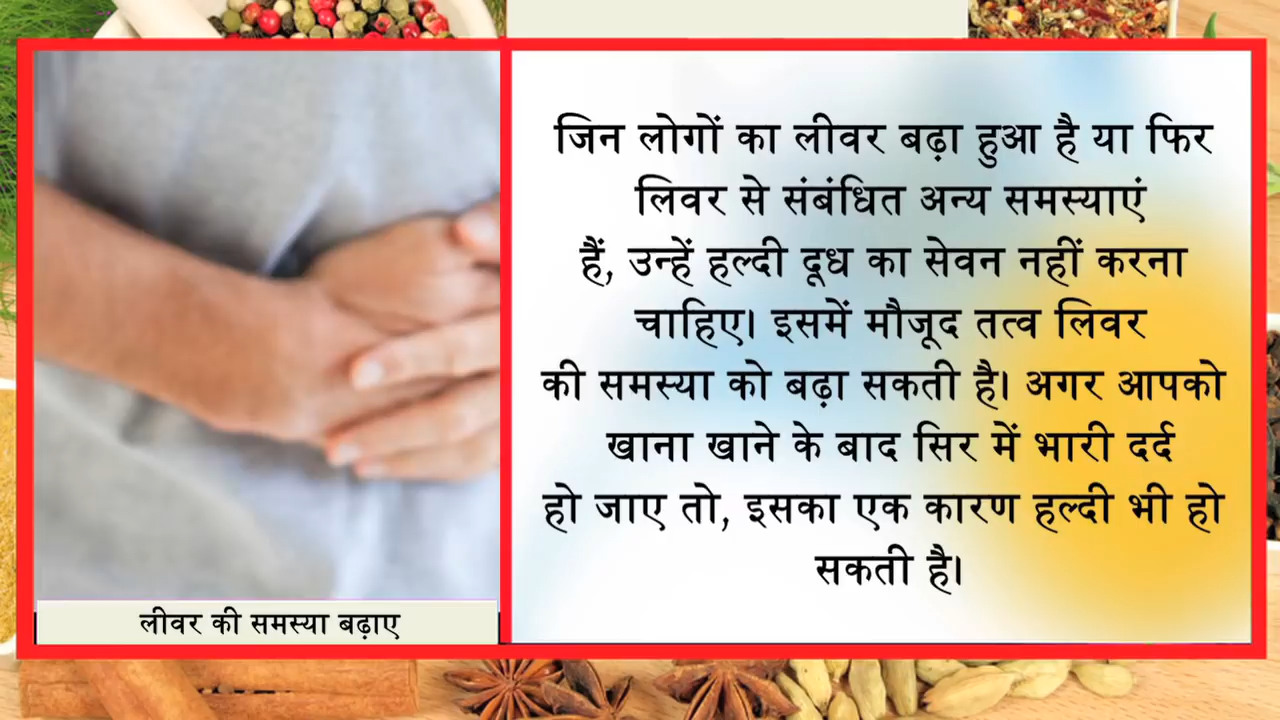 जिन लोगों का लीवर बढ़ा हुआ है या फिर
लिवर से संबंधित अन्य समस्याएं
हैं, उन्हें हल्दी दूध का सेवन नहीं करना
चाहिए। इसमें मौजूद तत्व लिवर
की समस्या को बढ़ा सकती है। अगर आपको
खाना खाने के बाद सिर में भारी दर्द
हो जाए तो, इसका एक कारण हल्दी भी हो
सकती है।
लीवर की समस्या बढ़ाए